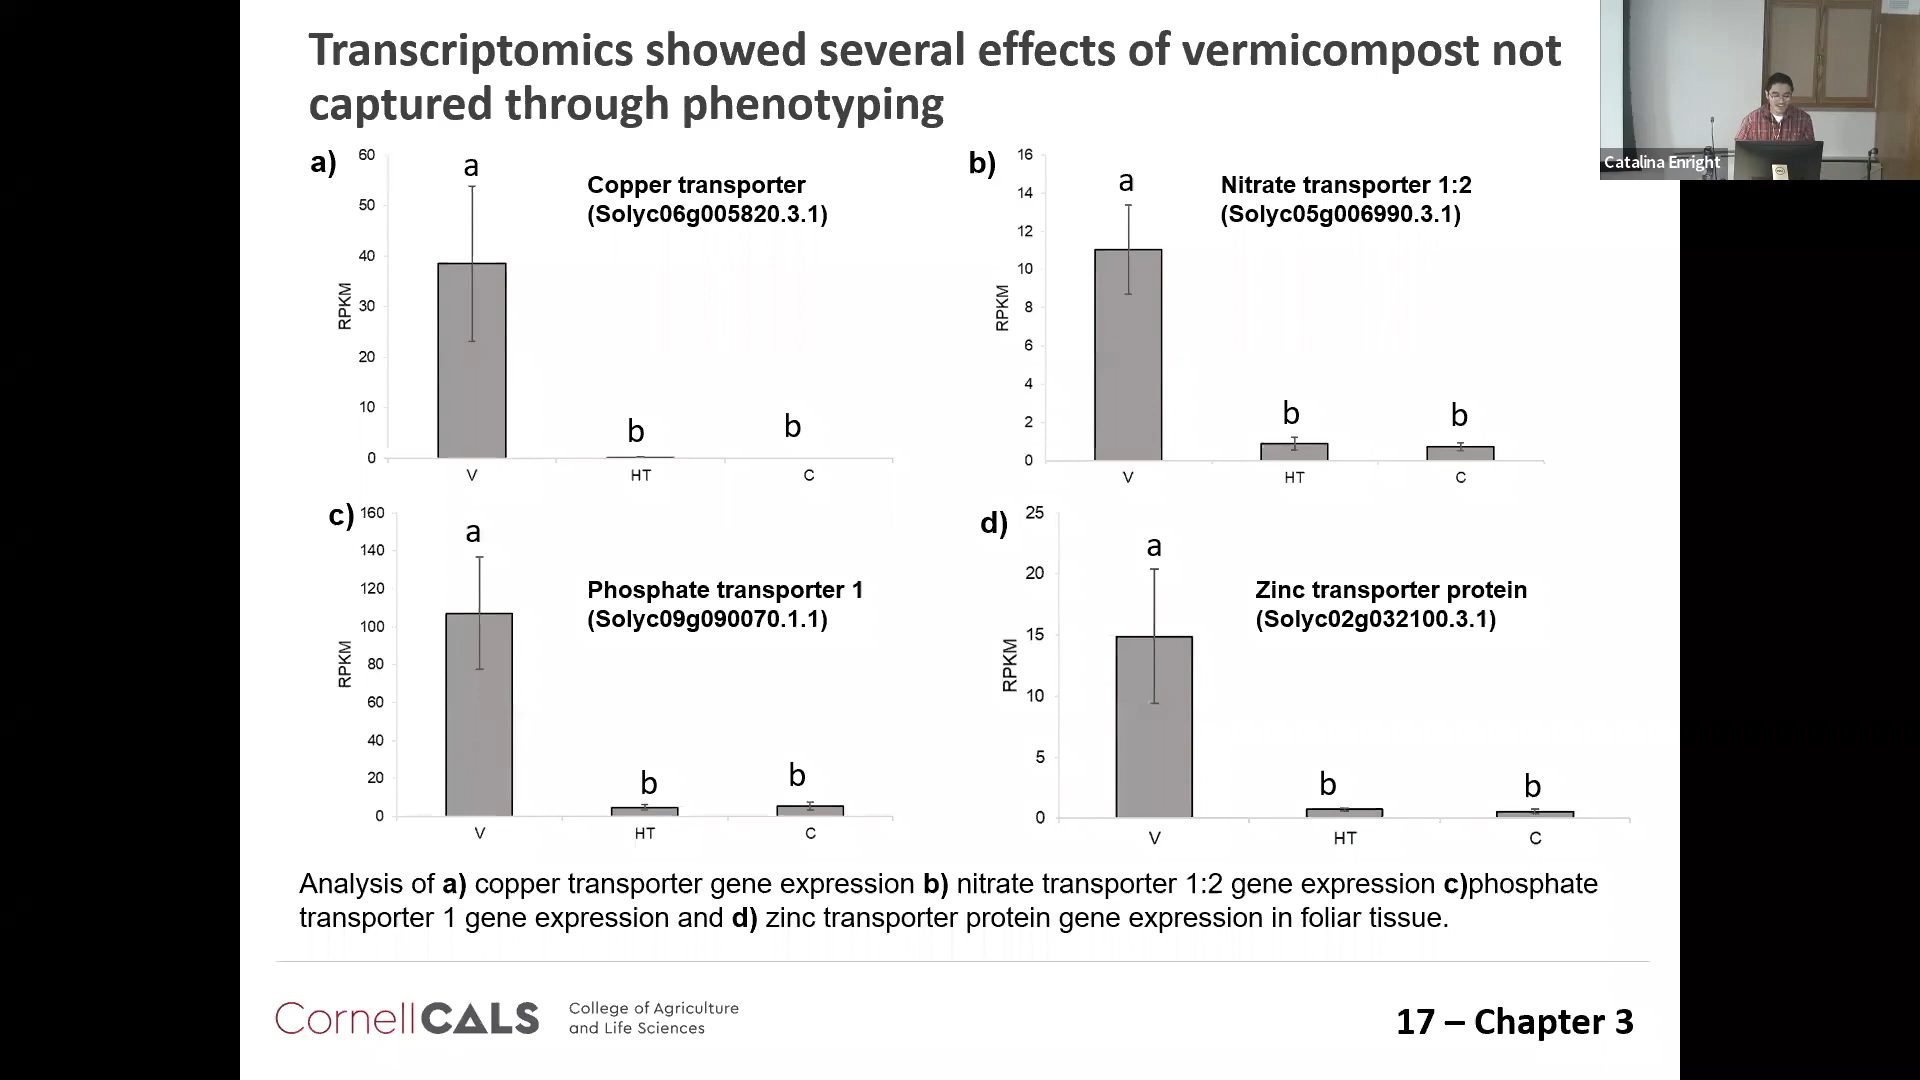 Transcriptomics showed several effects of vermicompost not
captured through phenotyping
Catalina Enright
a)
60
50
40
30
20
10
0
RPKM
a
b
b
V
HT
C
Copper transporter
(Solyc06g005820.3.1)
b)
16
14
12
10
8
6
4
2
0
RPKM
a
b
b
V
HT
C
Nitrate transporter 1:2
(Solyc05g006990.3.1)
c)
160
140
120
100
80
60
40
20
0
RPKM
a
b
b
V
HT
C
Phosphate transporter 1
(Solyc09g090070.1.1)
d)
25
20
15
10
5
0
RPKM
a
b
b
V
HT
C
Zinc transporter protein
(Solyc02g032100.3.1)
Analysis of a) copper transporter gene expression b) nitrate transporter 1:2 gene expression c)phosphate
transporter 1 gene expression and d) zinc transporter protein gene expression in foliar tissue.
CornellCALS
College of Agriculture
and Life Sciences
17 – Chapter 3